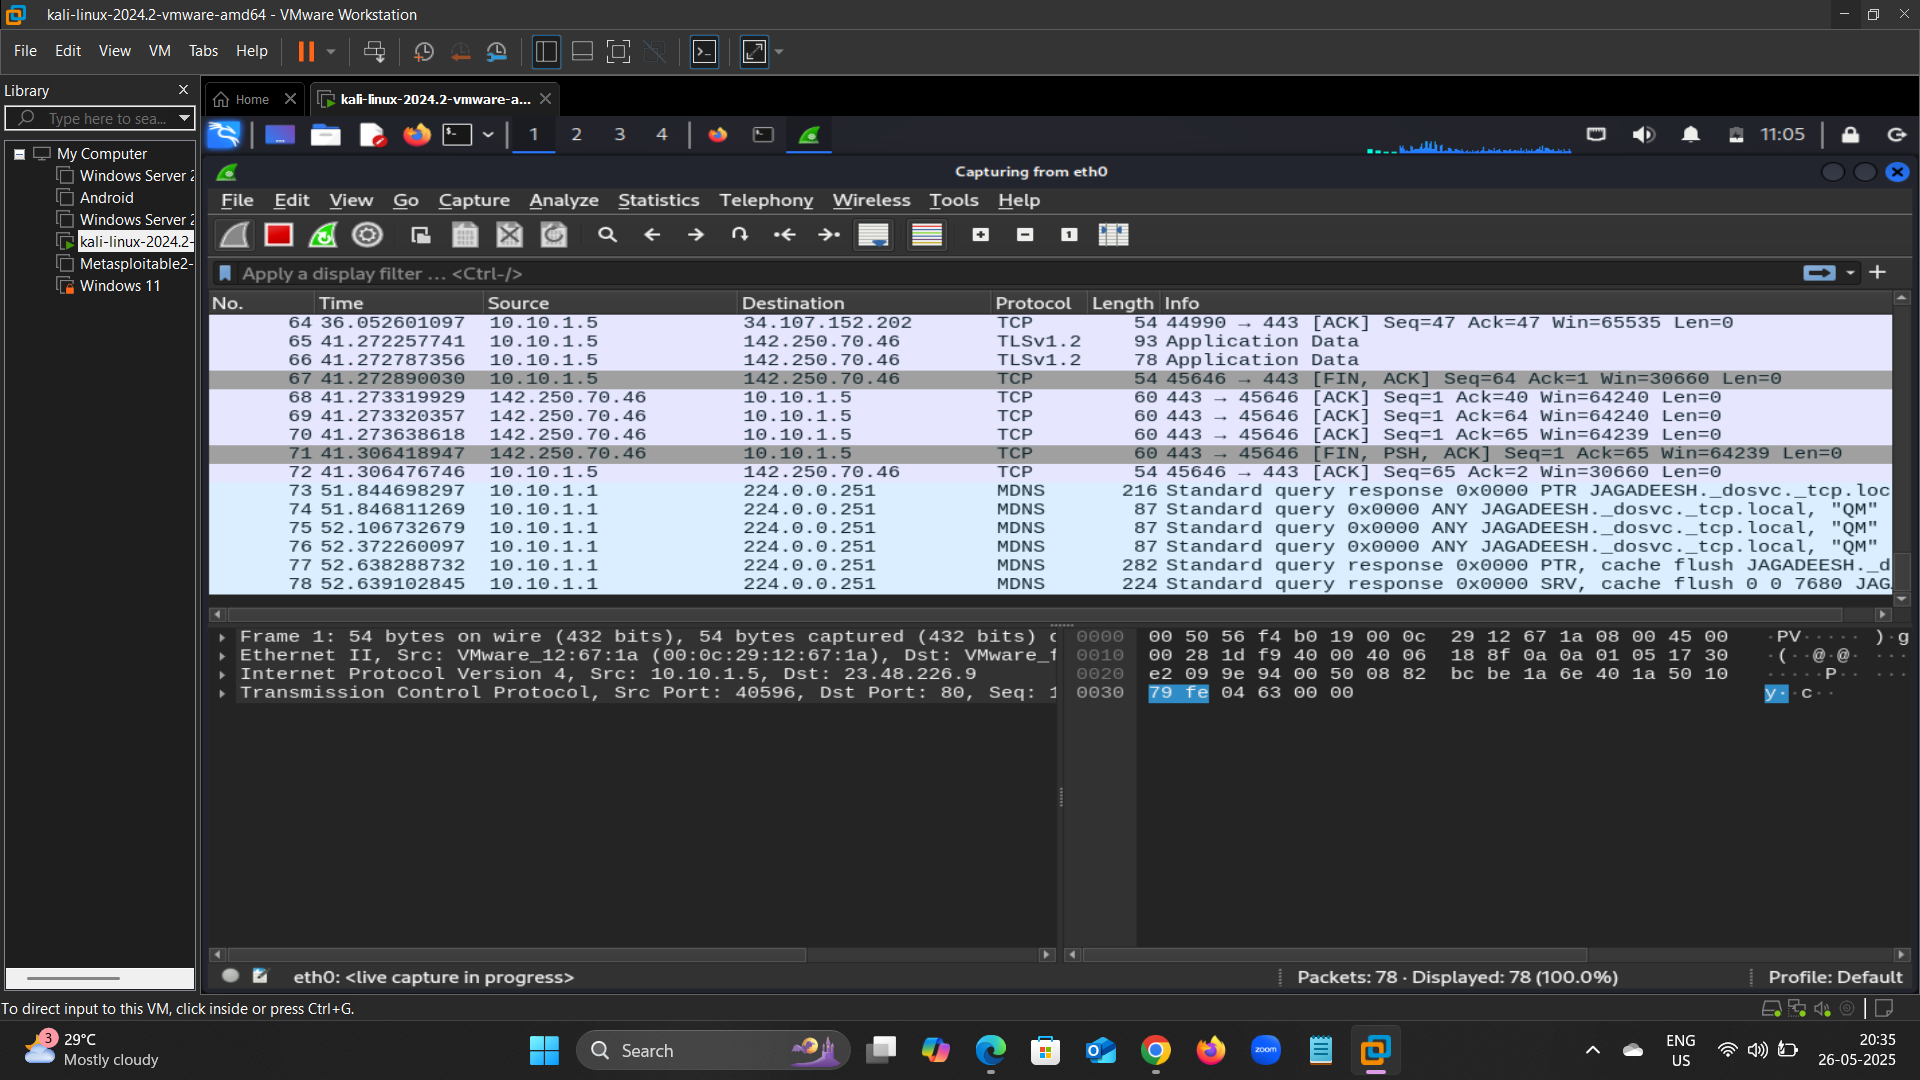 kali-linux-2024.2-vmware-amd64 - VMware Workstation
File Edit View VM Tabs Help
Library
Type here to sea...
My Computer
Windows Server 2
Android
Windows Server 2
kali-linux-2024.2-
Metasploitable2-
Windows 11
Home
kali-linux-2024.2-vmware-a...
1 2 3 4
11:05
Capturing from eth0
File Edit View Go Capture Analyze Statistics Telephony Wireless Tools Help
Apply a display filter ... <Ctrl-/>
No. Time Source Destination Protocol Length Info
64 36.052601097 10.10.1.5 34.107.152.202 TCP 54 44990 → 443 [ACK] Seq=47 Ack=47 Win=65535 Len=0
65 41.272257741 10.10.1.5 142.250.70.46 TLSv1.2 93 Application Data
66 41.272787356 10.10.1.5 142.250.70.46 TLSv1.2 78 Application Data
67 41.272890030 10.10.1.5 142.250.70.46 TCP 54 45646 → 443 [FIN, ACK] Seq=64 Ack=1 Win=30660 Len=0
68 41.273319929 142.250.70.46 10.10.1.5 TCP 60 443 → 45646 [ACK] Seq=1 Ack=40 Win=64240 Len=0
69 41.273320357 142.250.70.46 10.10.1.5 TCP 60 443 → 45646 [ACK] Seq=1 Ack=64 Win=64240 Len=0
70 41.273638618 142.250.70.46 10.10.1.5 TCP 60 443 → 45646 [ACK] Seq=1 Ack=65 Win=64239 Len=0
71 41.306418947 142.250.70.46 10.10.1.5 TCP 60 443 → 45646 [FIN, PSH, ACK] Seq=1 Ack=65 Win=64239 Len=0
72 41.306476746 10.10.1.5 142.250.70.46 TCP 54 45646 → 443 [ACK] Seq=65 Ack=2 Win=30660 Len=0
73 51.844698297 10.10.1.1 224.0.0.251 MDNS 216 Standard query response 0x0000 PTR JAGADEESH._dosvc._tcp.loc
74 51.846811269 10.10.1.1 224.0.0.251 MDNS 87 Standard query 0x0000 ANY JAGADEESH._dosvc._tcp.local, "QM"
75 52.106732679 10.10.1.1 224.0.0.251 MDNS 87 Standard query 0x0000 ANY JAGADEESH._dosvc._tcp.local, "QM"
76 52.372260097 10.10.1.1 224.0.0.251 MDNS 87 Standard query 0x0000 ANY JAGADEESH._dosvc._tcp.local, "QM"
77 52.638288732 10.10.1.1 224.0.0.251 MDNS 282 Standard query response 0x0000 PTR, cache flush JAGADEESH._d
78 52.639102845 10.10.1.1 224.0.0.251 MDNS 224 Standard query response 0x0000 SRV, cache flush 0 0 7680 JAG
Frame 1: 54 bytes on wire (432 bits), 54 bytes captured (432 bits) o
Ethernet II, Src: VMware_12:67:1a (00:0c:29:12:67:1a), Dst: VMware_f
Internet Protocol Version 4, Src: 10.10.1.5, Dst: 23.48.226.9
Transmission Control Protocol, Src Port: 40596, Dst Port: 80, Seq: 1
0000 00 50 56 f4 b0 19 00 0c 29 12 67 1a 08 00 45 00 ·PV····· )·g
0010 00 28 1d f9 40 00 40 06 18 8f 0a 0a 01 05 17 30 ·(··@·@· ···
0020 e2 09 9e 94 00 50 08 82 bc be 1a 6e 40 1a 50 10 ·····P·· ····
0030 79 fe 04 63 00 00 y··c··
eth0: <live capture in progress>
Packets: 78 · Displayed: 78 (100.0%)
Profile: Default
To direct input to this VM, click inside or press Ctrl+G.
3
29°C
Mostly cloudy
Search
zoom
ENG
US
20:35
26-05-2025